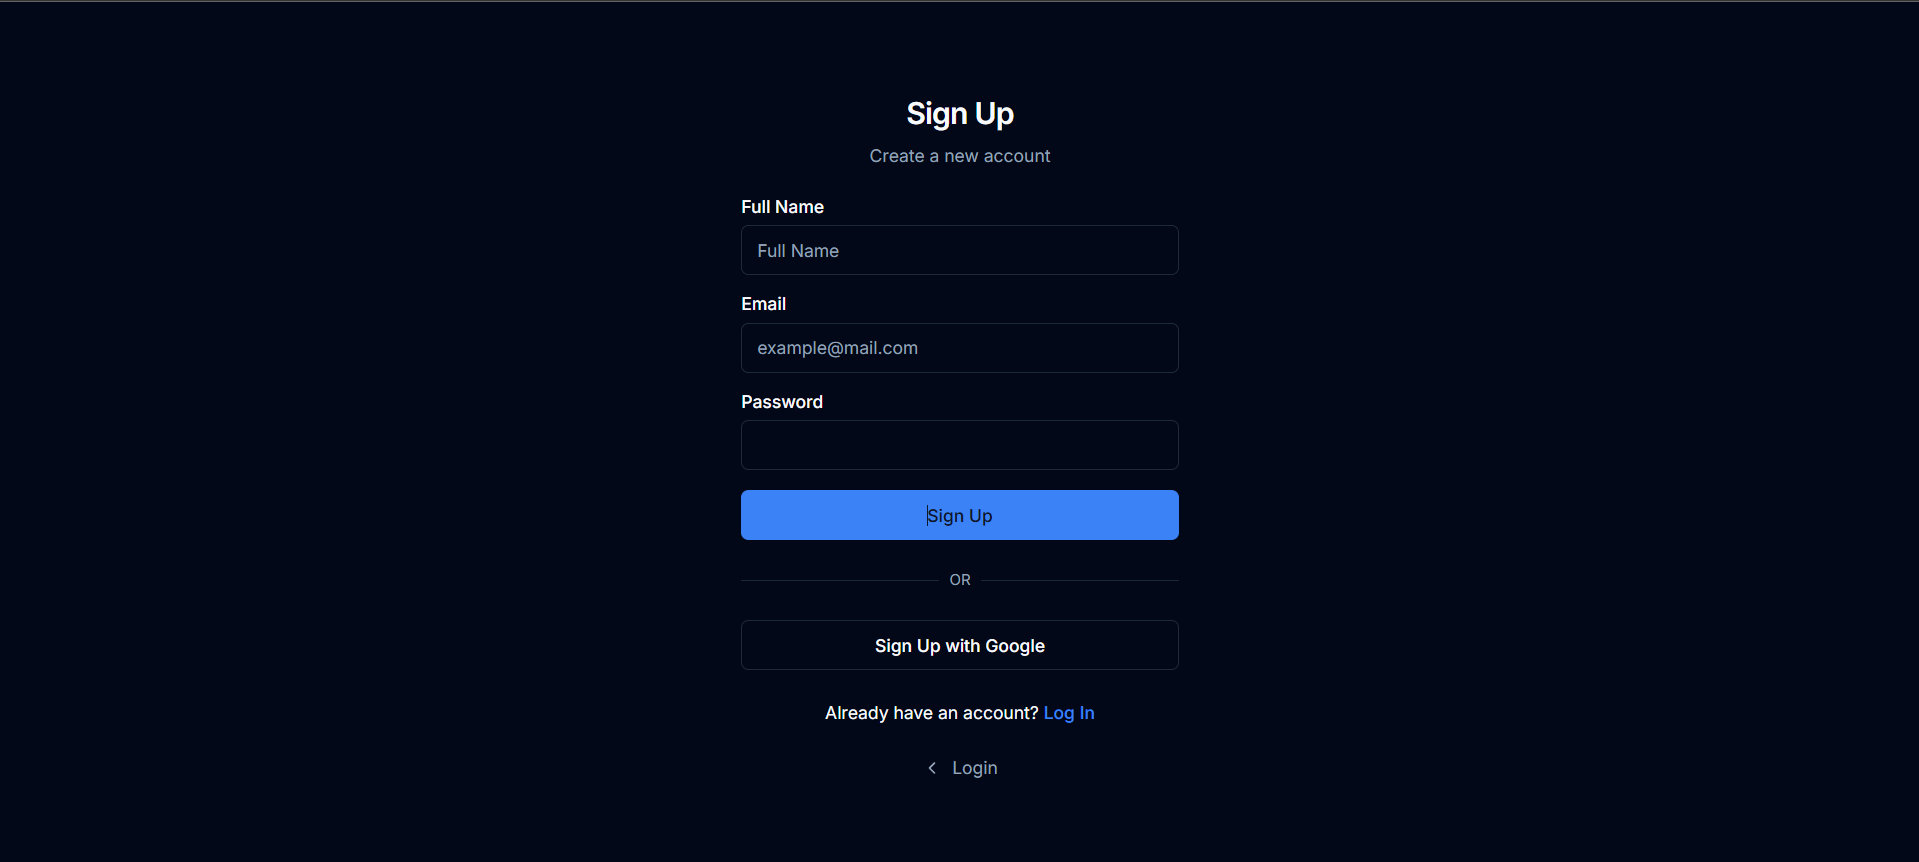 Sign Up
Create a new account
Full Name
Full Name
Email
example@mail.com
Password
Sign Up
OR
Sign Up with Google
Already have an account? Log In
Login